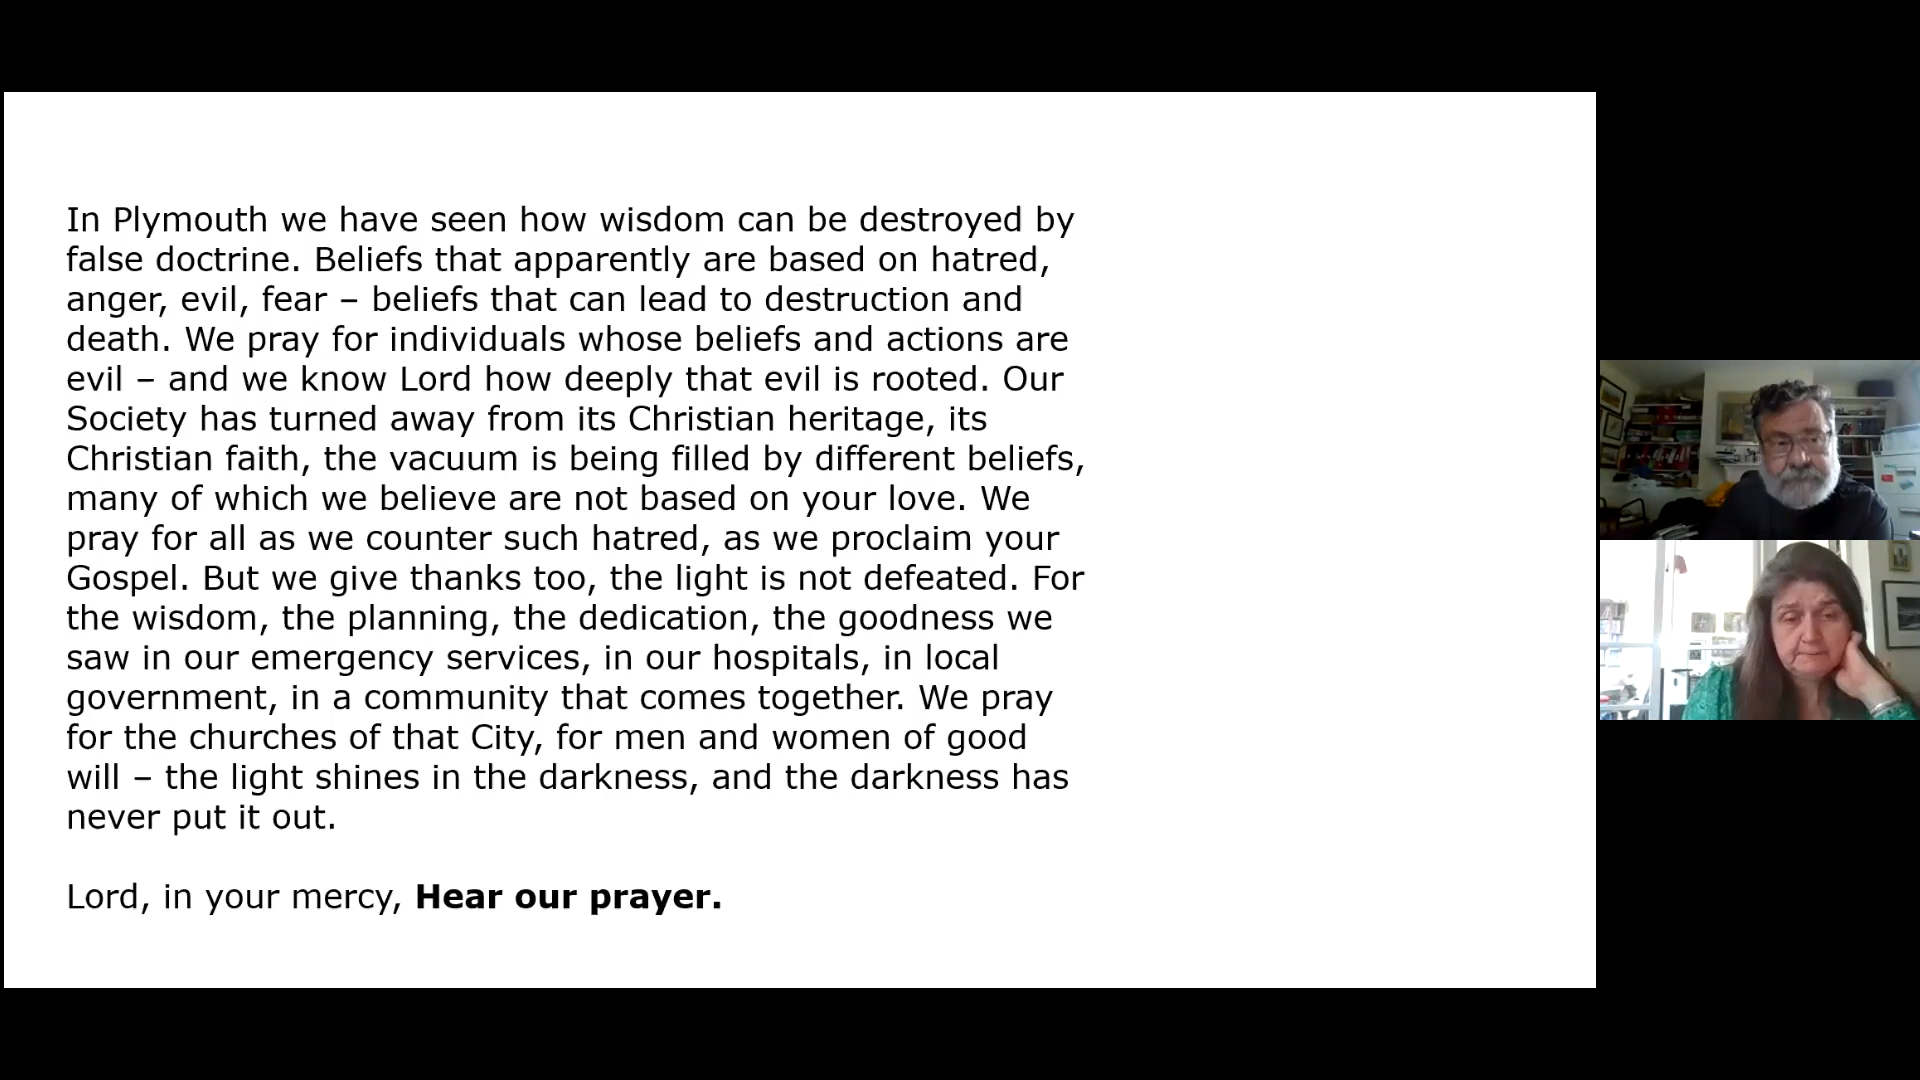 In Plymouth we have seen how wisdom can be destroyed by
false doctrine. Beliefs that apparently are based on hatred,
anger, evil, fear – beliefs that can lead to destruction and
death. We pray for individuals whose beliefs and actions are
evil – and we know Lord how deeply that evil is rooted. Our
Society has turned away from its Christian heritage, its
Christian faith, the vacuum is being filled by different beliefs,
many of which we believe are not based on your love. We
pray for all as we counter such hatred, as we proclaim your
Gospel. But we give thanks too, the light is not defeated. For
the wisdom, the planning, the dedication, the goodness we
saw in our emergency services, in our hospitals, in local
government, in a community that comes together. We pray
for the churches of that City, for men and women of good
will – the light shines in the darkness, and the darkness has
never put it out.
Lord, in your mercy, Hear our prayer.